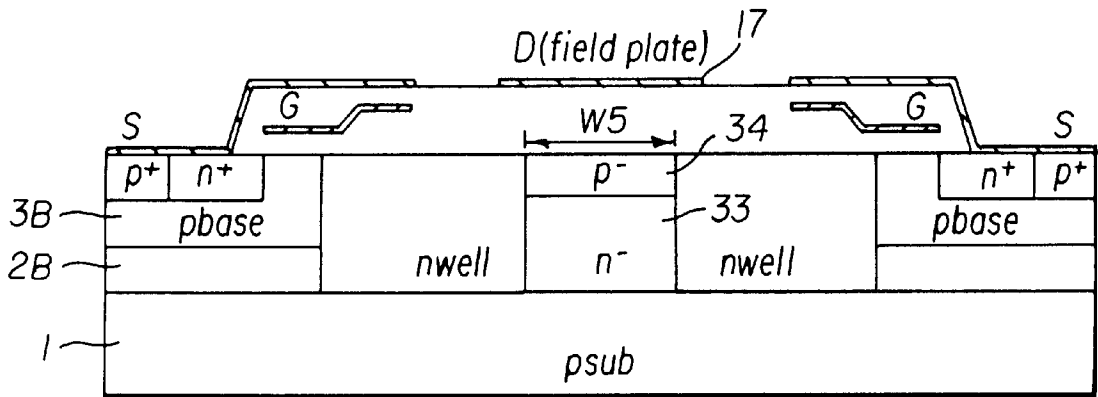 17
D(field plate)
G
G
S
W5
34
S
p+
n+
p-
n+
p+
3B
33
pbase
pbase
2B
nwell
n-
nwell
1
psub